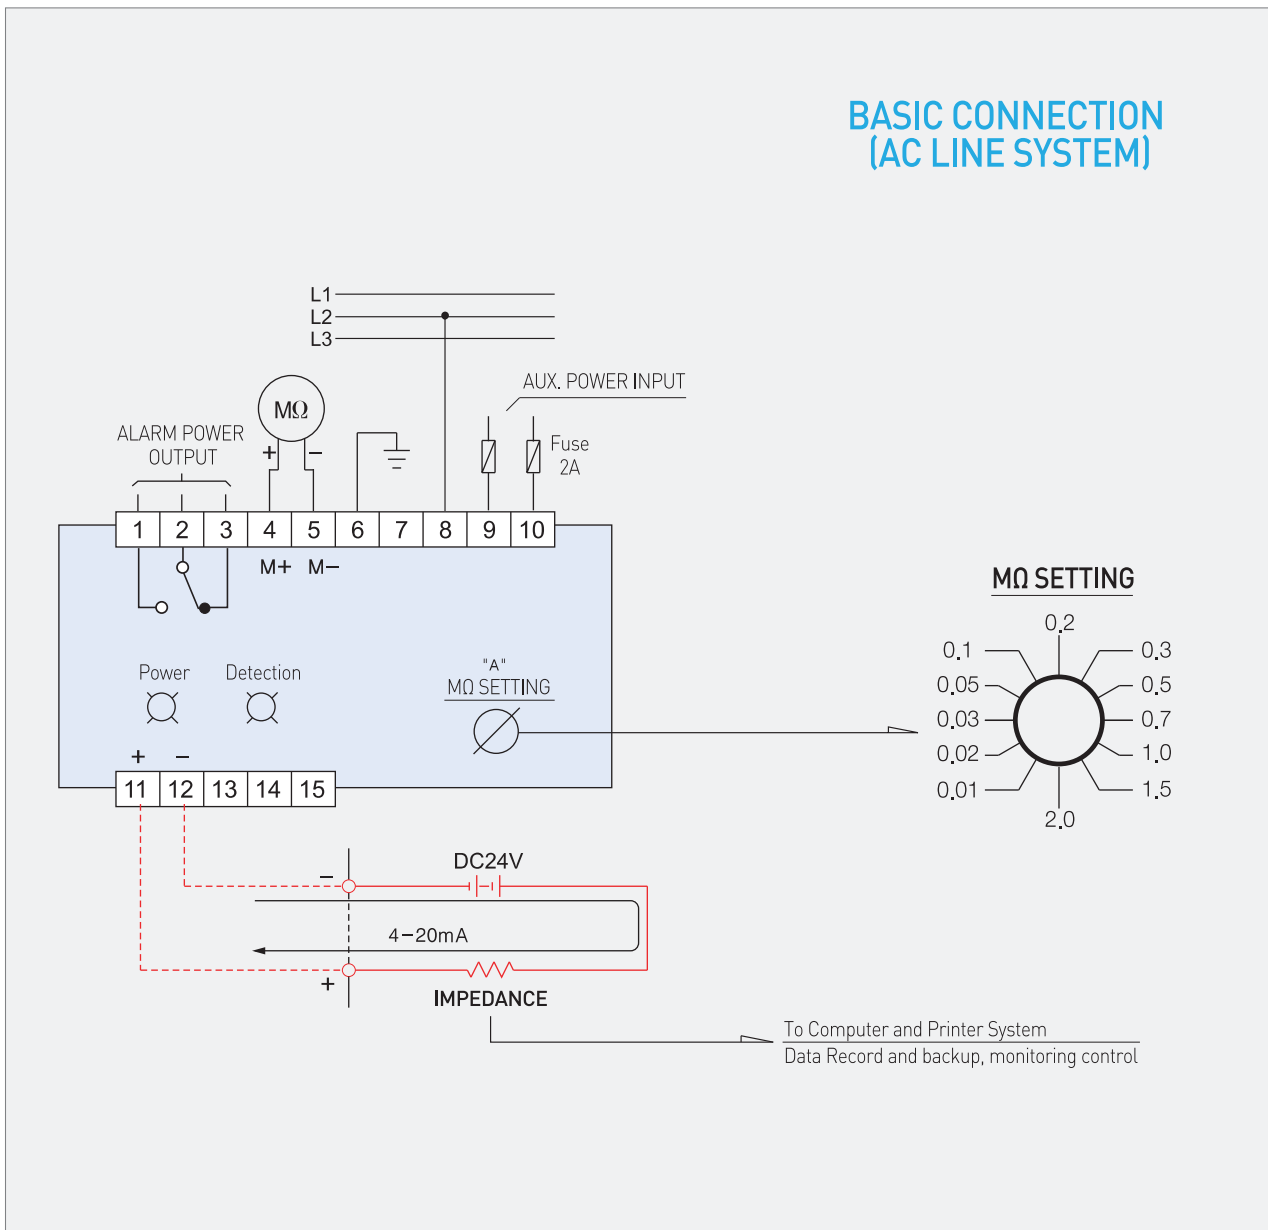 BASIC CONNECTION
(AC LINE SYSTEM)
L1
L2
L3
AUX. POWER INPUT
MΩ
ALARM POWER
OUTPUT
+ −
Fuse
2A
1 2 3 4 5 6 7 8 9 10
M+ M−
Power
Detection
"A"
MΩ SETTING
+ −
11 12 13 14 15
MΩ SETTING
0.2
0.1 0.3
0.05 0.5
0.03 0.7
0.02 1.0
0.01 1.5
2.0
DC24V
−
4−20mA
+
IMPEDANCE
To Computer and Printer System
Data Record and backup, monitoring control